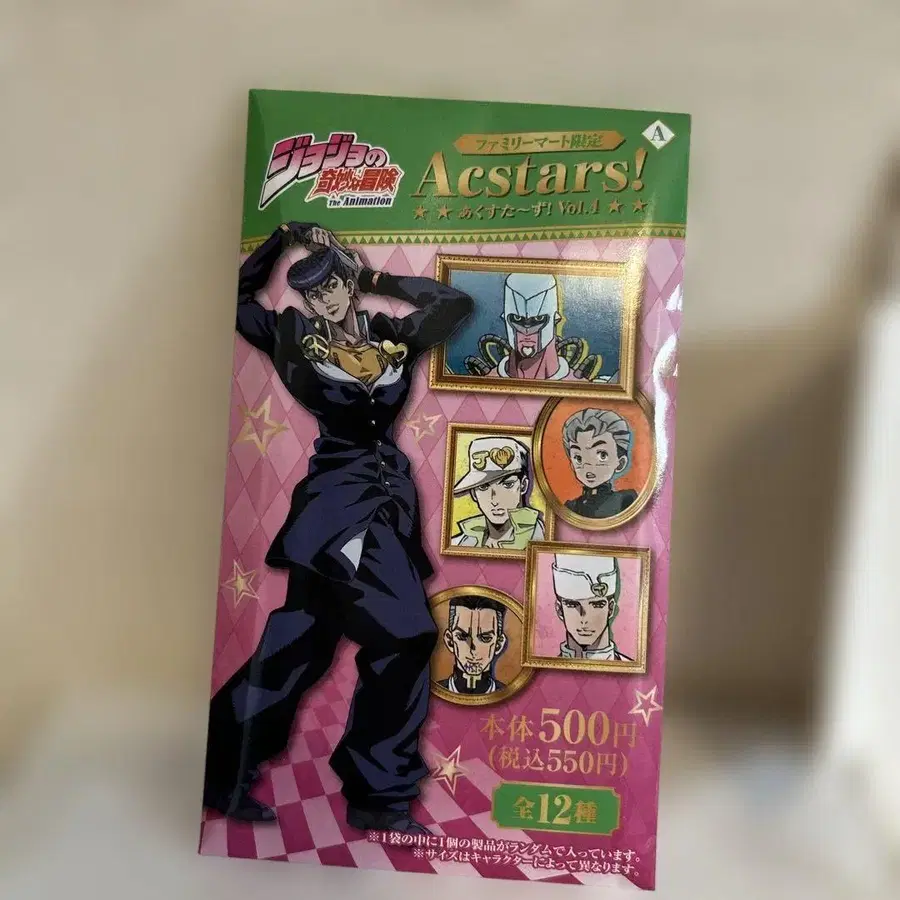 A
ジョジョの
奇妙な冒険
The Animation
ファミリーマート限定
Acstars!
★ ★ あくすた〜ず! Vol.4 ★ ★
J
本体500円
(税込550円)
全12種
※1袋の中に1個の製品がランダムで入っています。
※サイズはキャラクターによって異なります。